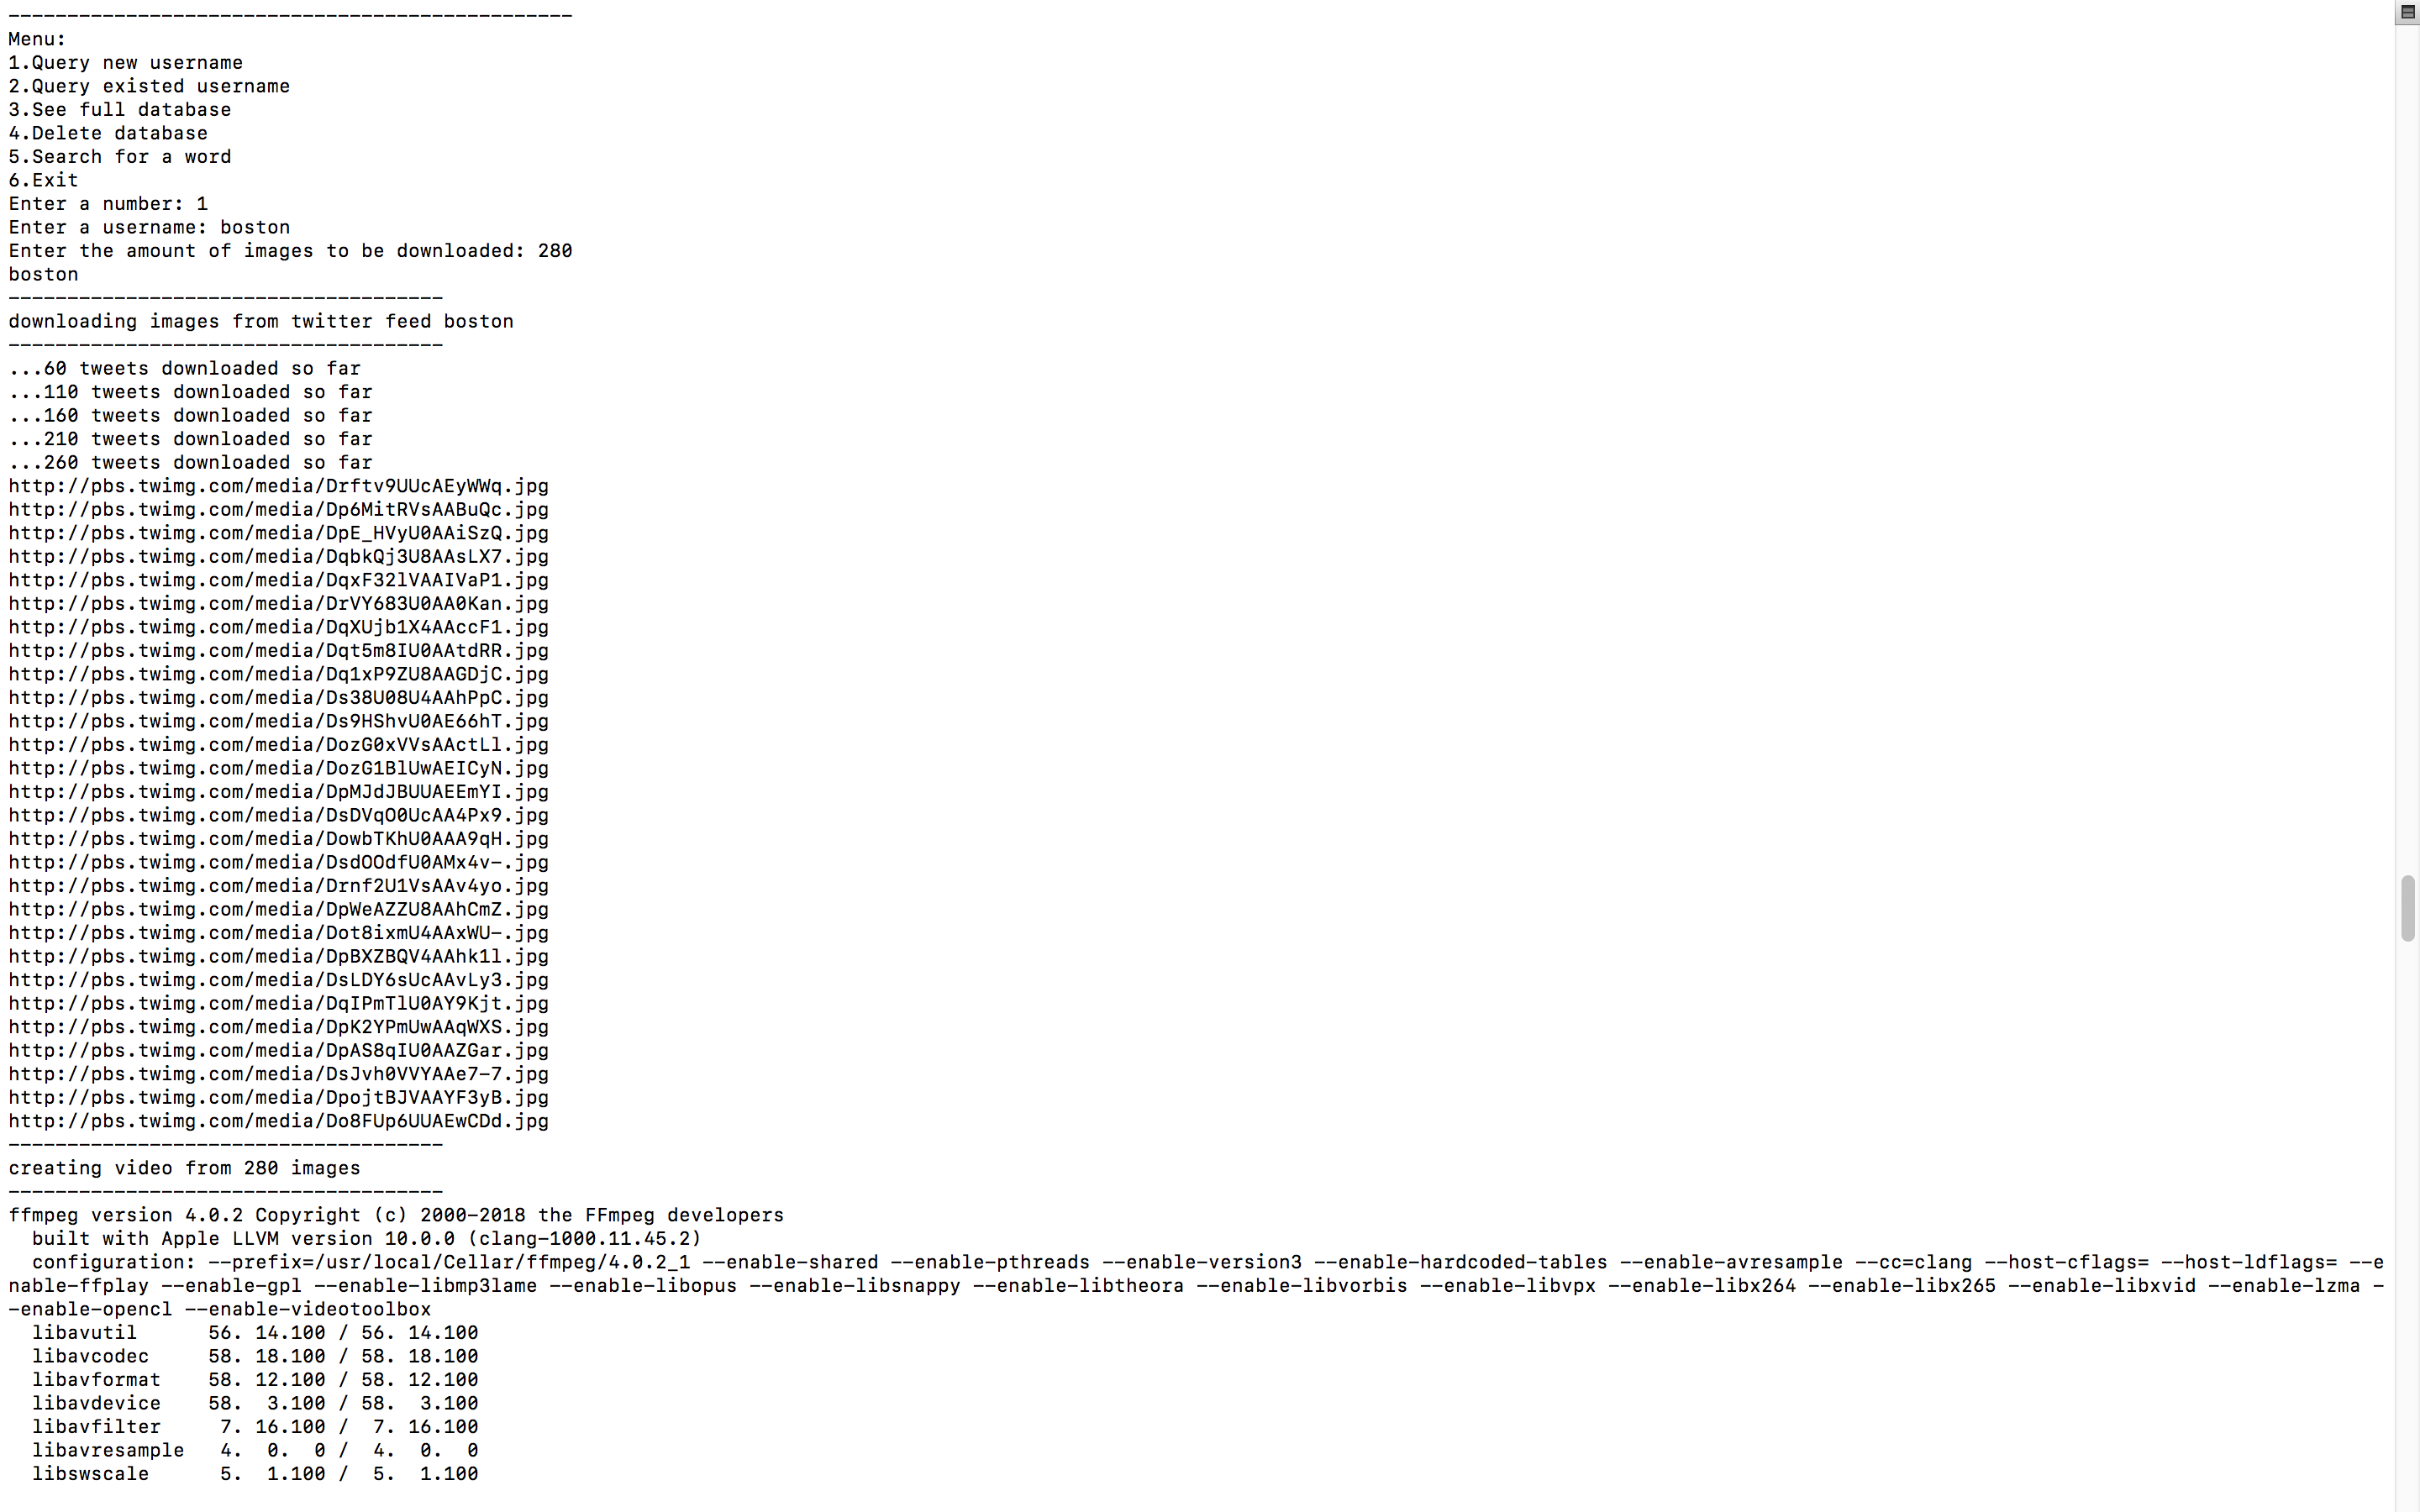 ------------------------------------------------
Menu:
1.Query new username
2.Query existed username
3.See full database
4.Delete database
5.Search for a word
6.Exit
Enter a number: 1
Enter a username: boston
Enter the amount of images to be downloaded: 280
boston
-------------------------------------
downloading images from twitter feed boston
-------------------------------------
...60 tweets downloaded so far
...110 tweets downloaded so far
...160 tweets downloaded so far
...210 tweets downloaded so far
...260 tweets downloaded so far
http://pbs.twimg.com/media/Drftv9UUcAEyWWq.jpg
http://pbs.twimg.com/media/Dp6MitRVsAABuQc.jpg
http://pbs.twimg.com/media/DpE_HVyU0AAiSzQ.jpg
http://pbs.twimg.com/media/DqbkQj3U8AAsLX7.jpg
http://pbs.twimg.com/media/DqxF32lVAAIVaP1.jpg
http://pbs.twimg.com/media/DrVY683U0AA0Kan.jpg
http://pbs.twimg.com/media/DqXUjb1X4AAccF1.jpg
http://pbs.twimg.com/media/Dqt5m8IU0AAtdRR.jpg
http://pbs.twimg.com/media/Dq1xP9ZU8AAGDjC.jpg
http://pbs.twimg.com/media/Ds38U08U4AAhPpC.jpg
http://pbs.twimg.com/media/Ds9HShvU0AE66hT.jpg
http://pbs.twimg.com/media/DozG0xVVsAActLl.jpg
http://pbs.twimg.com/media/DozG1BlUwAEICyN.jpg
http://pbs.twimg.com/media/DpMJdJBUUAEEmYI.jpg
http://pbs.twimg.com/media/DsDVqO0UcAA4Px9.jpg
http://pbs.twimg.com/media/DowbTKhU0AAA9qH.jpg
http://pbs.twimg.com/media/DsdOOdfU0AMx4v-.jpg
http://pbs.twimg.com/media/Drnf2U1VsAAv4yo.jpg
http://pbs.twimg.com/media/DpWeAZZU8AAhCmZ.jpg
http://pbs.twimg.com/media/Dot8ixmU4AAxWU-.jpg
http://pbs.twimg.com/media/DpBXZBQV4AAhk1l.jpg
http://pbs.twimg.com/media/DsLDY6sUcAAvLy3.jpg
http://pbs.twimg.com/media/DqIPmTlU0AY9Kjt.jpg
http://pbs.twimg.com/media/DpK2YPmUwAAqWXS.jpg
http://pbs.twimg.com/media/DpAS8qIU0AAZGar.jpg
http://pbs.twimg.com/media/DsJvh0VVYAAe7-7.jpg
http://pbs.twimg.com/media/DpojtBJVAAYF3yB.jpg
http://pbs.twimg.com/media/Do8FUp6UUAEwCDd.jpg
-------------------------------------
creating video from 280 images
-------------------------------------
ffmpeg version 4.0.2 Copyright (c) 2000-2018 the FFmpeg developers
  built with Apple LLVM version 10.0.0 (clang-1000.11.45.2)
  configuration: --prefix=/usr/local/Cellar/ffmpeg/4.0.2_1 --enable-shared --enable-pthreads --enable-version3 --enable-hardcoded-tables --enable-avresample --cc=clang --host-cflags= --host-ldflags= --e
nable-ffplay --enable-gpl --enable-libmp3lame --enable-libopus --enable-libsnappy --enable-libtheora --enable-libvorbis --enable-libvpx --enable-libx264 --enable-libx265 --enable-libxvid --enable-lzma -
-enable-opencl --enable-videotoolbox
  libavutil      56. 14.100 / 56. 14.100
  libavcodec     58. 18.100 / 58. 18.100
  libavformat    58. 12.100 / 58. 12.100
  libavdevice    58.  3.100 / 58.  3.100
  libavfilter     7. 16.100 /  7. 16.100
  libavresample   4.  0.  0 /  4.  0.  0
  libswscale      5.  1.100 /  5.  1.100